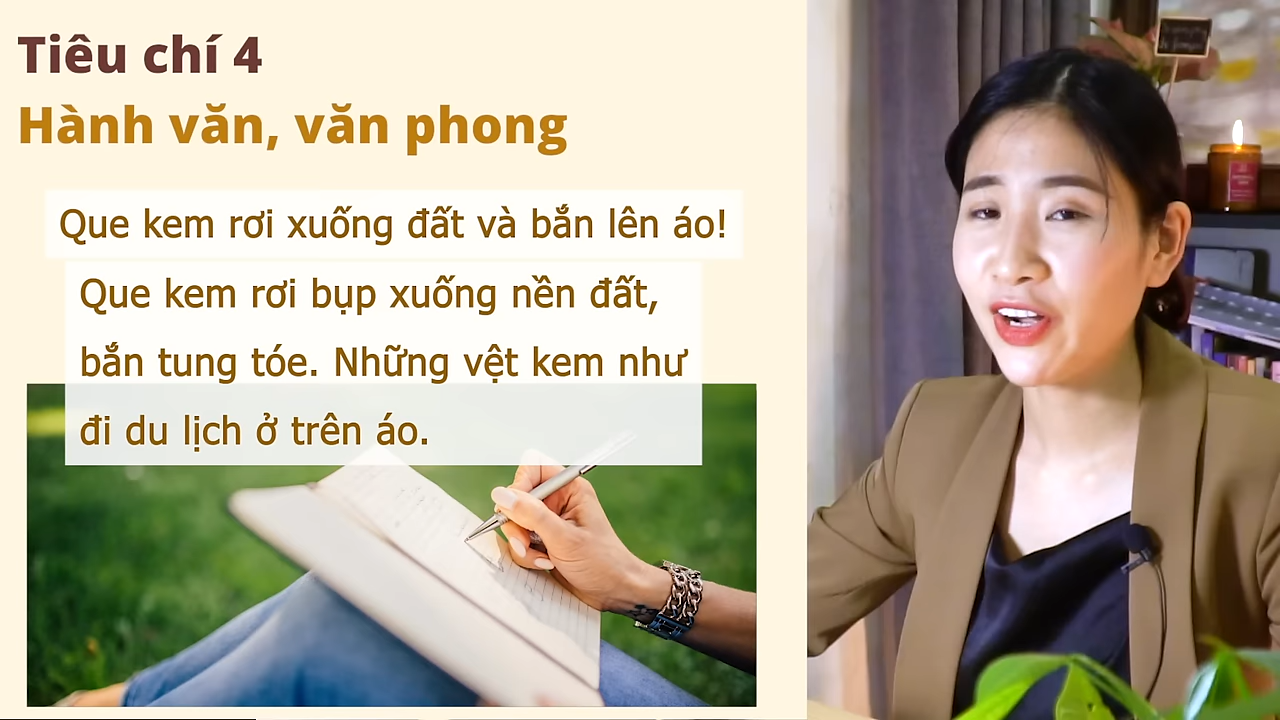 Tiêu chí 4
Hành văn, văn phong
Que kem rơi xuống đất và bắn lên áo!
Que kem rơi bụp xuống nền đất,
bắn tung tóe. Những vệt kem như
đi du lịch ở trên áo.